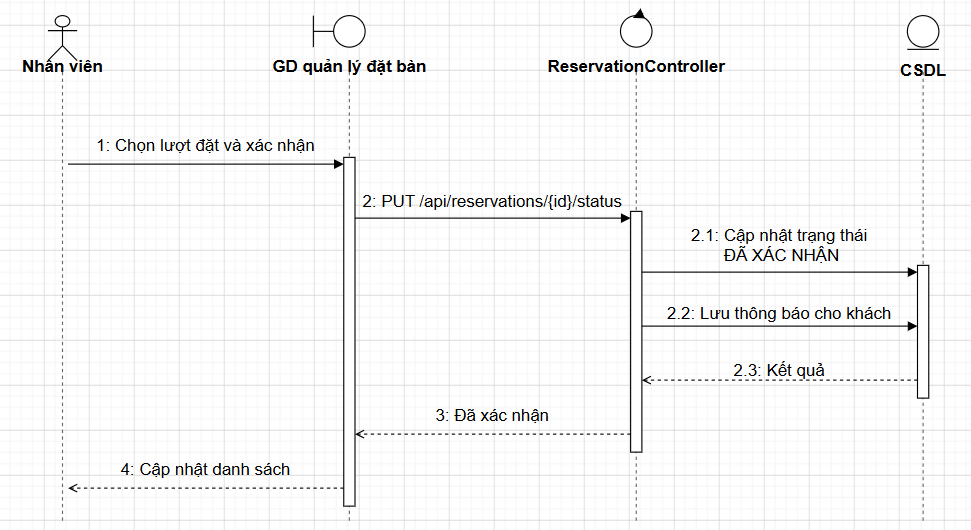 Nhân viên
GD quản lý đặt bàn
ReservationController
CSDL
1: Chọn lượt đặt và xác nhận
2: PUT /api/reservations/{id}/status
2.1: Cập nhật trạng thái
ĐÃ XÁC NHẬN
2.2: Lưu thông báo cho khách
2.3: Kết quả
3: Đã xác nhận
4: Cập nhật danh sách